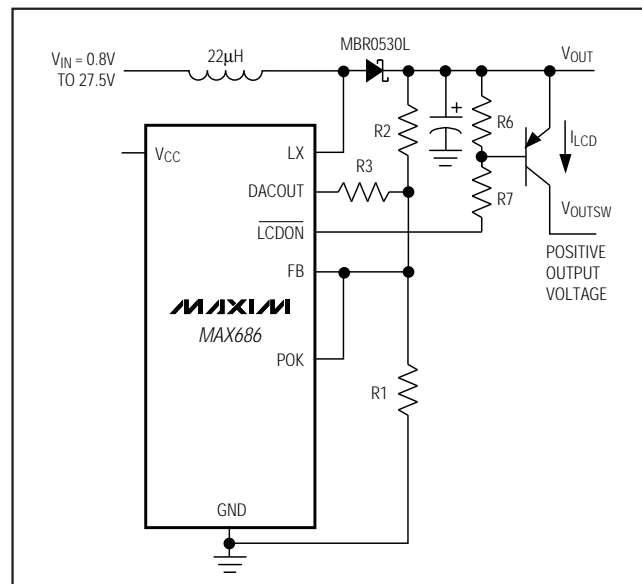 MBR0530L
V_IN = 0.8V
TO 27.5V
22µH
V_OUT
R2
R6
I_LCD
V_CC
LX
R3
DACOUT
R7
V_OUTSW
LCDON
POSITIVE
OUTPUT
VOLTAGE
FB
MAXIM
MAX686
POK
R1
GND